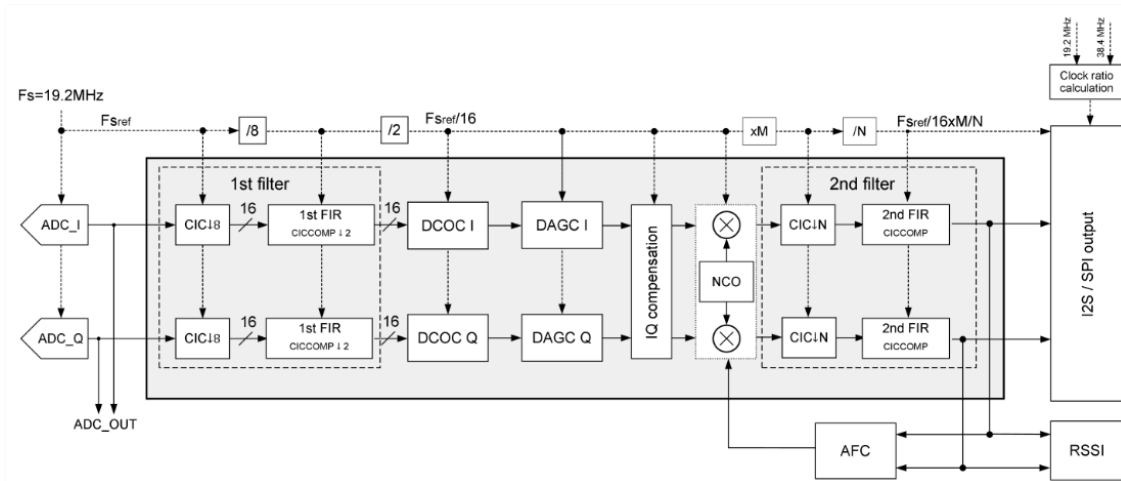 19.2 MHz
38.4 MHz
Clock ratio
calculation
Fs=19.2MHz
Fsref
/8
/2
Fsref/16
xM
/N
Fsref/16xM/N
1st filter
2nd filter
ADC_I
CIC↓8
16
1st FIR
CICCOMP↓2
16
DCOC I
DAGC I
IQ compensation
NCO
CIC↓N
2nd FIR
CICCOMP
I2S / SPI output
ADC_Q
CIC↓8
16
1st FIR
CICCOMP↓2
16
DCOC Q
DAGC Q
CIC↓N
2nd FIR
CICCOMP
ADC_OUT
AFC
RSSI